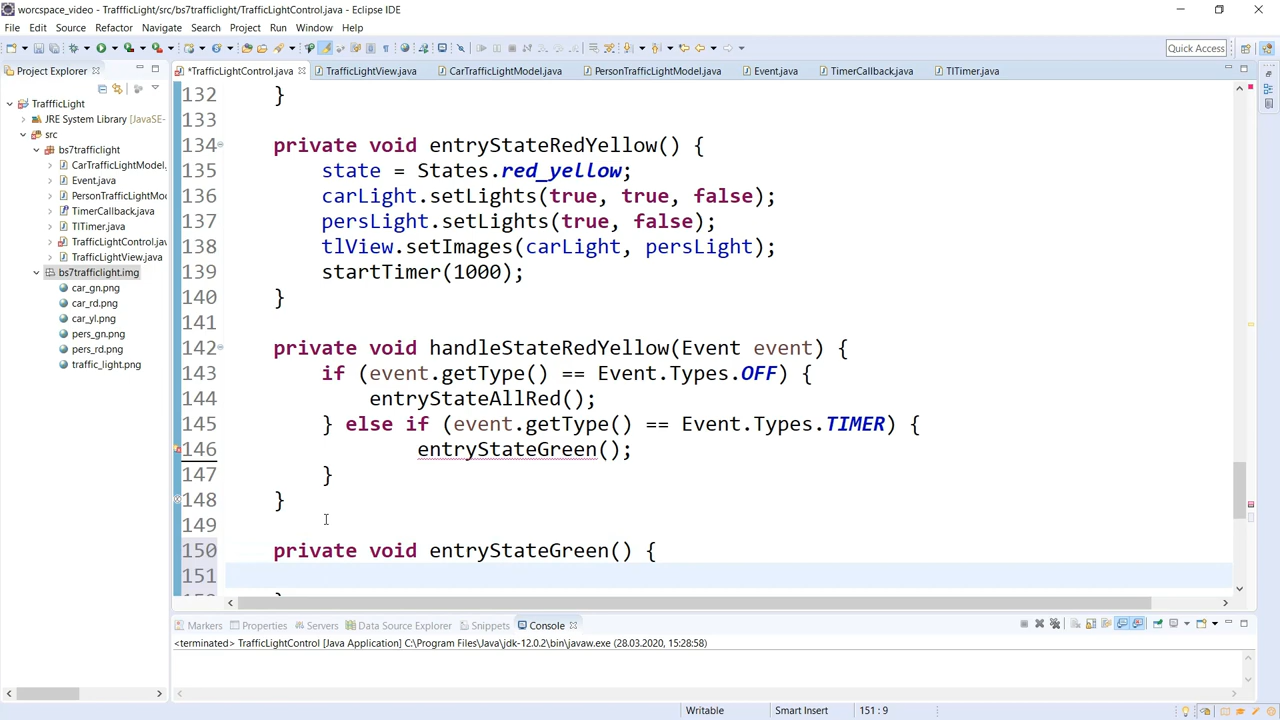 worcspace_video - TraffficLight/src/bs7trafficlight/TrafficLightControl.java - Eclipse IDE
File Edit Source Refactor Navigate Search Project Run Window Help
Quick Access
Project Explorer
*TrafficLightControl.java TrafficLightView.java CarTrafficLightModel.java PersonTrafficLightModel.java Event.java TimerCallback.java TlTimer.java
TraffficLight
JRE System Library [JavaSE-
src
bs7trafficlight
CarTrafficLightModel.
Event.java
PersonTrafficLightMo
TimerCallback.java
TlTimer.java
TrafficLightControl.jav
TrafficLightView.java
bs7trafficlight.img
car_gn.png
car_rd.png
car_yl.png
pers_gn.png
pers_rd.png
traffic_light.png
132 }
133
134 private void entryStateRedYellow() {
135 state = States.red_yellow;
136 carLight.setLights(true, true, false);
137 persLight.setLights(true, false);
138 tlView.setImages(carLight, persLight);
139 startTimer(1000);
140 }
141
142 private void handleStateRedYellow(Event event) {
143 if (event.getType() == Event.Types.OFF) {
144 entryStateAllRed();
145 } else if (event.getType() == Event.Types.TIMER) {
146 entryStateGreen();
147 }
148 }
149
150 private void entryStateGreen() {
151
Markers Properties Servers Data Source Explorer Snippets Console
<terminated> TrafficLightControl [Java Application] C:\Program Files\Java\jdk-12.0.2\bin\javaw.exe (28.03.2020, 15:28:58)
Writable Smart Insert 151 : 9